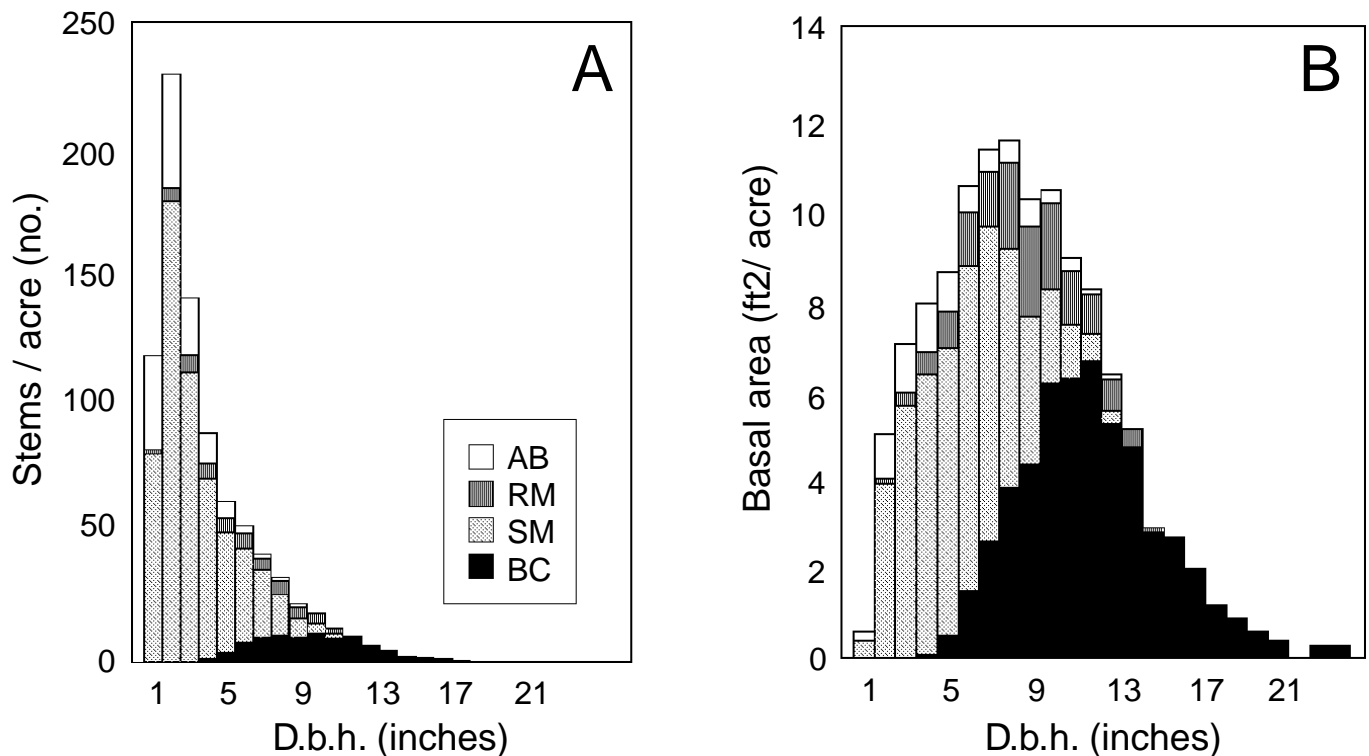 A
Stems / acre (no.)
250
200
150
100
50
0
AB
RM
SM
BC
1 5 9 13 17 21
D.b.h. (inches)
B
Basal area (ft2/ acre)
14
12
10
8
6
4
2
0
1 5 9 13 17 21
D.b.h. (inches)